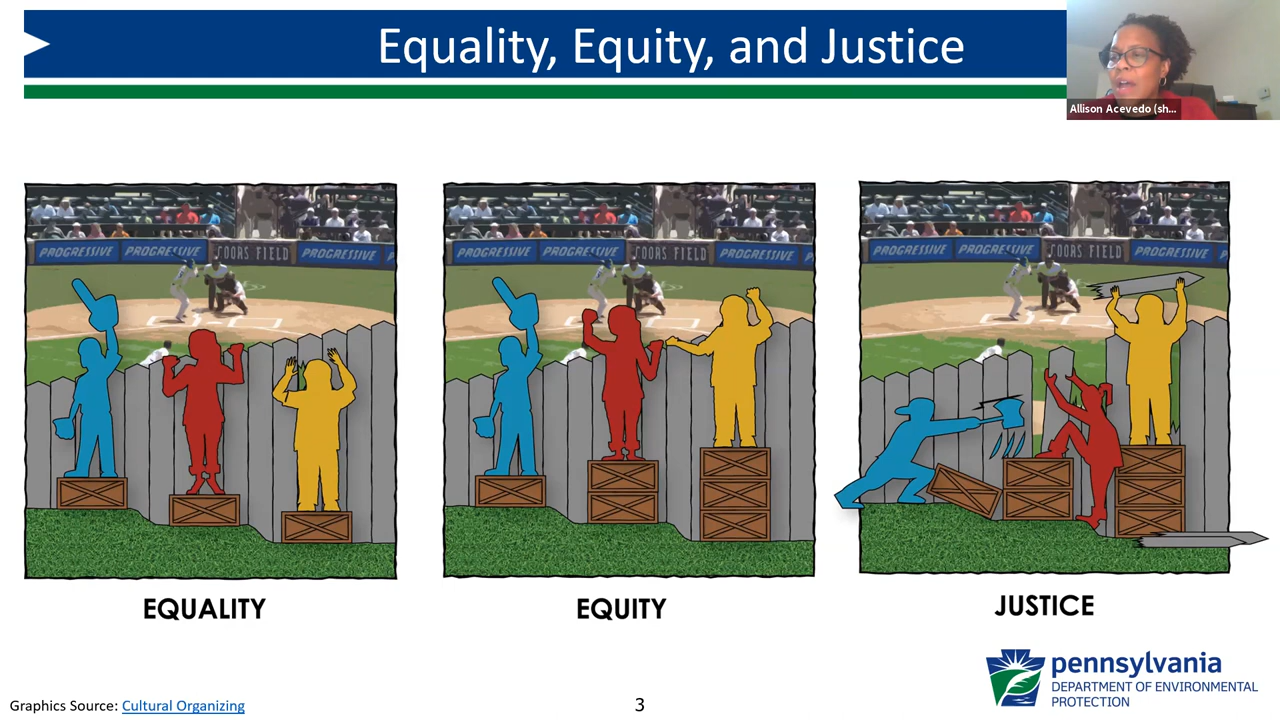 Equality, Equity, and Justice
Allison Acevedo (sh...
PROGRESSIVE PROGRESSIVE COORS FIELD PROGRESSIVE
PROGRESSIVE PROGRESSIVE COORS FIELD PROGRESSIVE
PROGRESSIVE PROGRESSIVE COORS FIELD PROGRESSIVE
EQUALITY
EQUITY
JUSTICE
pennsylvania
DEPARTMENT OF ENVIRONMENTAL
PROTECTION
Graphics Source: Cultural Organizing
3